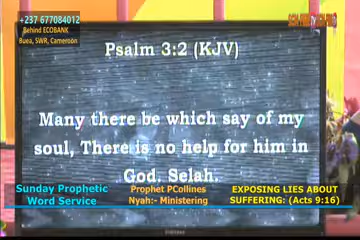 +237 677084012
Behind ECOBANK
Buea, SWR, Cameroon
Psalm 3:2 (KJV)
Many there be which say of my
soul, There is no help for him in
God. Selah.
Sunday Prophetic
Word Service
Prophet PCollines
Nyah:- Ministering
EXPOSING LIES ABOUT
SUFFERING: (Acts 9:16)